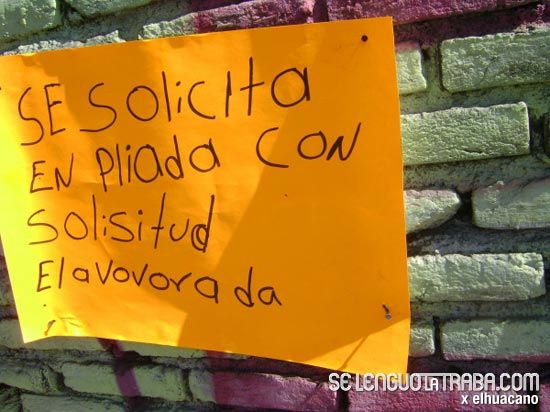 SE SOLICItA
EN PLiADA CON
Solisitud
Elavovorada
SELENGUOLATRABA.COM
x elhuacano